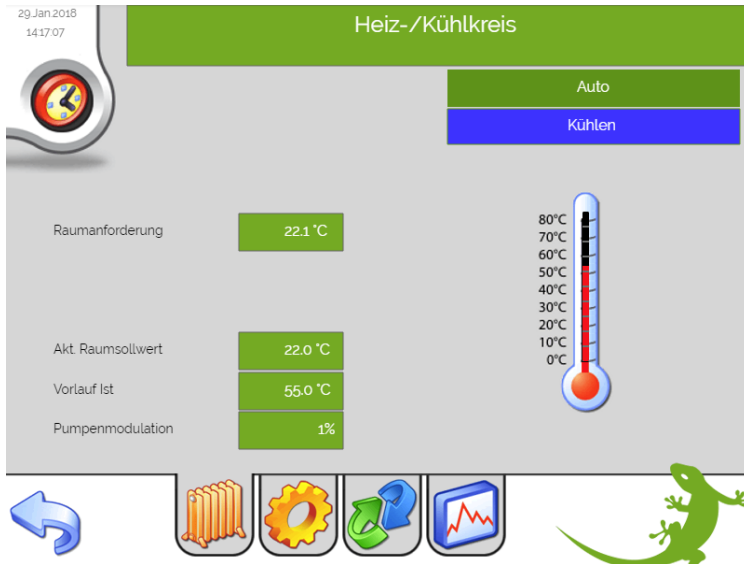 29.Jan.2018
14:17:07
Heiz-/Kühlkreis
Auto
Kühlen
Raumanforderung
22.1 °C
80°C
70°C
60°C
50°C
40°C
30°C
20°C
10°C
0°C
Akt. Raumsollwert
22.0 °C
Vorlauf Ist
55.0 °C
Pumpenmodulation
1%